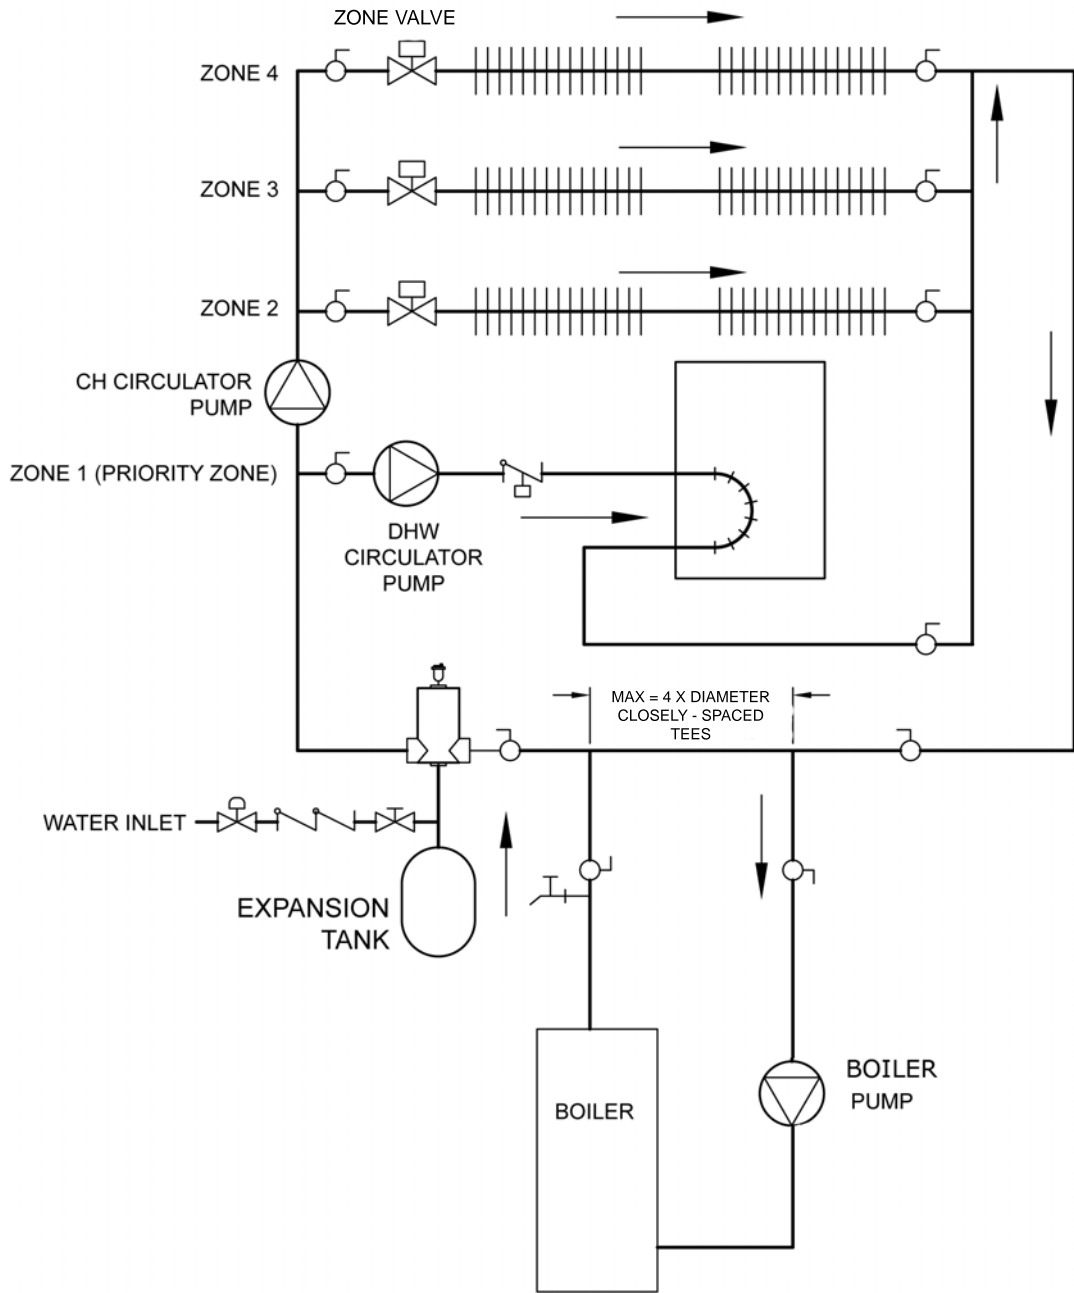 ZONE VALVE
ZONE 4
ZONE 3
ZONE 2
CH CIRCULATOR
PUMP
ZONE 1 (PRIORITY ZONE)
DHW
CIRCULATOR
PUMP
MAX = 4 X DIAMETER
CLOSELY - SPACED
TEES
WATER INLET
EXPANSION
TANK
BOILER
PUMP
BOILER